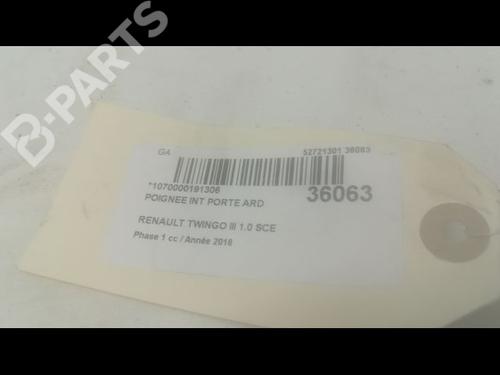 B-PARTS
GA
52721301 36063
*1070000191306
36063
POIGNEE INT PORTE ARD
RENAULT TWINGO III 1.0 SCE
Phase 1 cc / Année 2016